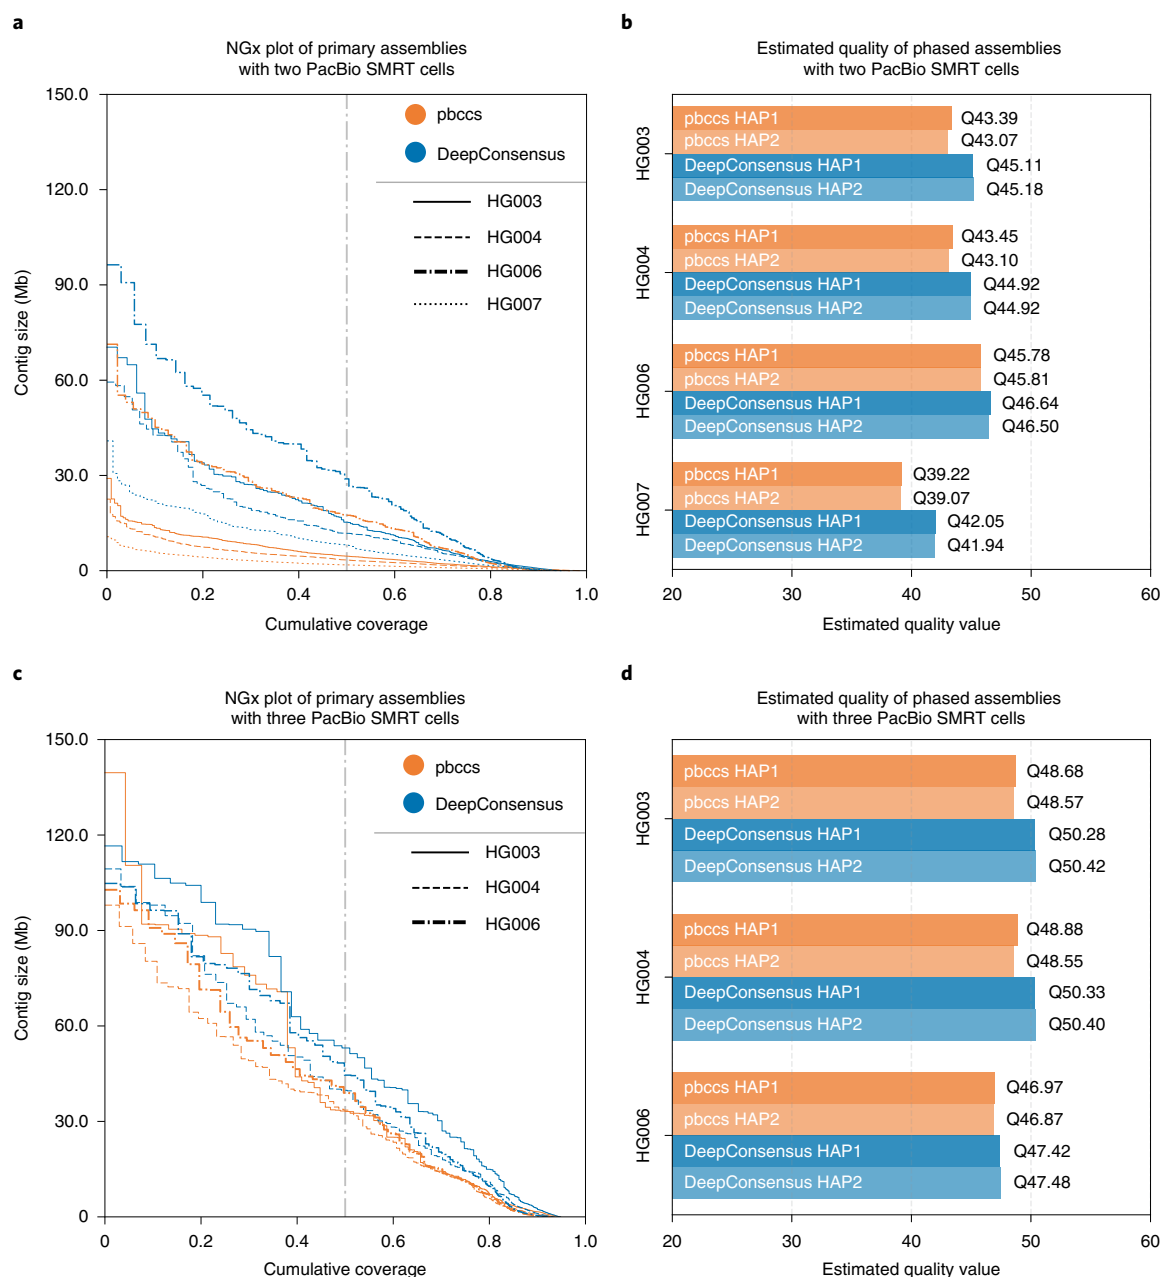 a
NGx plot of primary assemblies
with two PacBio SMRT cells
150.0
120.0
90.0
60.0
30.0
0
Contig size (Mb)
pbccs
DeepConsensus
HG003
HG004
HG006
HG007
0 0.2 0.4 0.6 0.8 1.0
Cumulative coverage
b
Estimated quality of phased assemblies
with two PacBio SMRT cells
HG003
pbccs HAP1 Q43.39
pbccs HAP2 Q43.07
DeepConsensus HAP1 Q45.11
DeepConsensus HAP2 Q45.18
HG004
pbccs HAP1 Q43.45
pbccs HAP2 Q43.10
DeepConsensus HAP1 Q44.92
DeepConsensus HAP2 Q44.92
HG006
pbccs HAP1 Q45.78
pbccs HAP2 Q45.81
DeepConsensus HAP1 Q46.64
DeepConsensus HAP2 Q46.50
HG007
pbccs HAP1 Q39.22
pbccs HAP2 Q39.07
DeepConsensus HAP1 Q42.05
DeepConsensus HAP2 Q41.94
20 30 40 50 60
Estimated quality value
c
NGx plot of primary assemblies
with three PacBio SMRT cells
150.0
120.0
90.0
60.0
30.0
0
Contig size (Mb)
pbccs
DeepConsensus
HG003
HG004
HG006
0 0.2 0.4 0.6 0.8 1.0
Cumulative coverage
d
Estimated quality of phased assemblies
with three PacBio SMRT cells
HG003
pbccs HAP1 Q48.68
pbccs HAP2 Q48.57
DeepConsensus HAP1 Q50.28
DeepConsensus HAP2 Q50.42
HG004
pbccs HAP1 Q48.88
pbccs HAP2 Q48.55
DeepConsensus HAP1 Q50.33
DeepConsensus HAP2 Q50.40
HG006
pbccs HAP1 Q46.97
pbccs HAP2 Q46.87
DeepConsensus HAP1 Q47.42
DeepConsensus HAP2 Q47.48
20 30 40 50 60
Estimated quality value